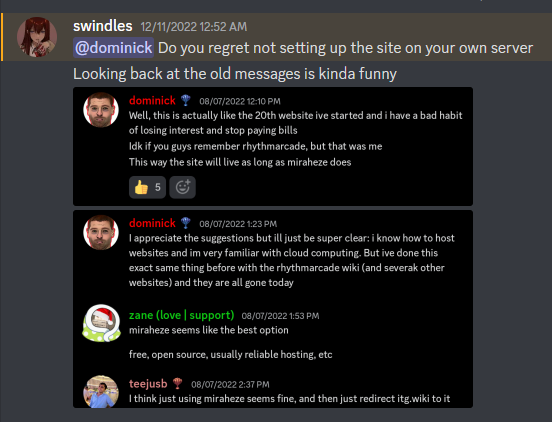 swindles 12/11/2022 12:52 AM
@dominick Do you regret not setting up the site on your own server
Looking back at the old messages is kinda funny
dominick 08/07/2022 12:10 PM
Well, this is actually like the 20th website ive started and i have a bad habit
of losing interest and stop paying bills
Idk if you guys remember rhythmarcade, but that was me
This way the site will live as long as miraheze does
5
dominick 08/07/2022 1:23 PM
I appreciate the suggestions but ill just be super clear: i know how to host
websites and im very familiar with cloud computing. But ive done this
exact same thing before with the rhythmarcade wiki (and severak other
websites) and they are all gone today
zane (love | support) 08/07/2022 1:53 PM
miraheze seems like the best option
free, open source, usually reliable hosting, etc
teejusb 08/07/2022 2:37 PM
I think just using miraheze seems fine, and then just redirect itg.wiki to it